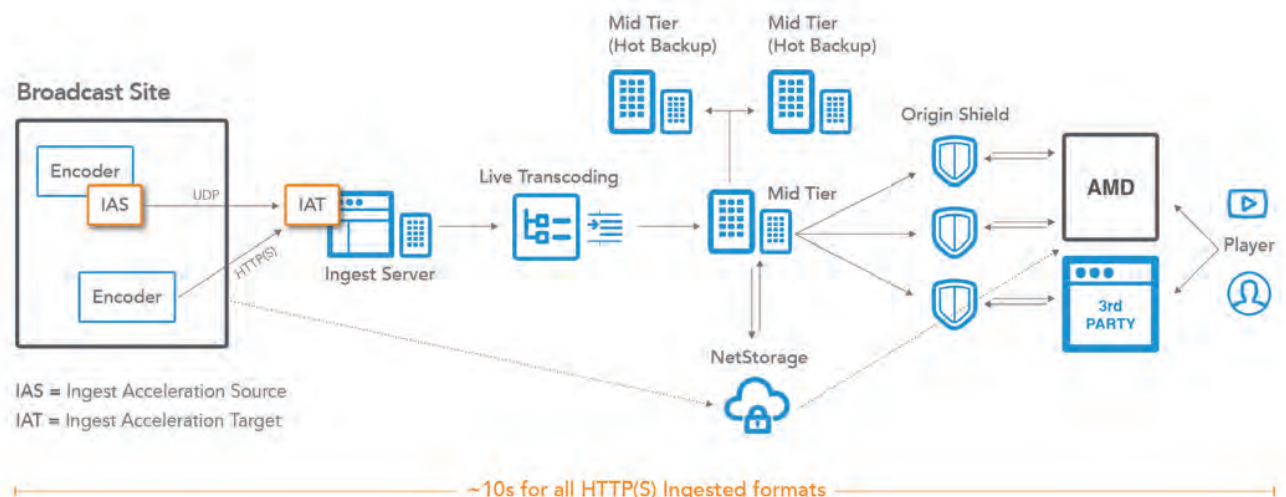 Mid Tier
(Hot Backup)
Mid Tier
(Hot Backup)
Broadcast Site
Origin Shield
Encoder
IAS
UDP
IAT
Live Transcoding
Mid Tier
AMD
HTTP(S)
Ingest Server
Player
Encoder
3rd
PARTY
NetStorage
IAS = Ingest Acceleration Source
IAT = Ingest Acceleration Target
~10s for all HTTP(S) Ingested formats